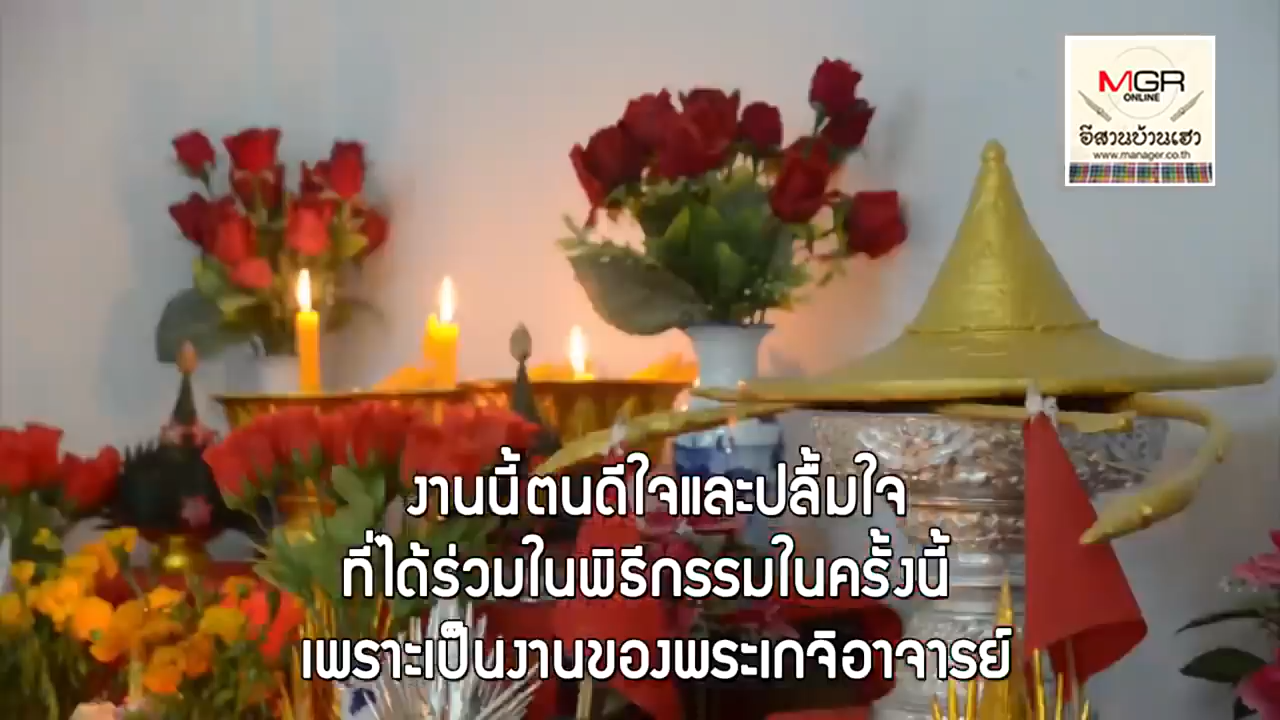 MGR
ONLINE
อีสานบ้านเฮา
www.manager.co.th
งานนี้ตนดีใจและปลื้มใจ
ที่ได้ร่วมในพิธีกรรมในครั้งนี้
เพราะเป็นงานของพระเกจิอาจารย์